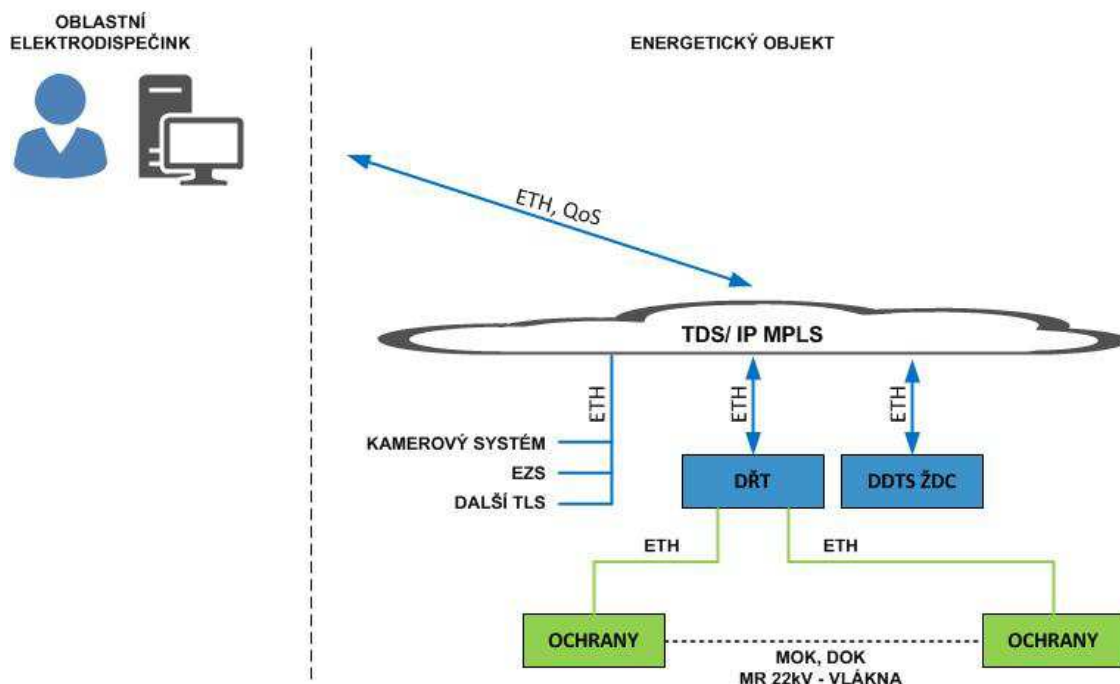 OBLASTNÍ
ELEKTRODISPEČINK
ENERGETICKÝ OBJEKT
ETH, QoS
TDS/ IP MPLS
ETH
ETH
ETH
KAMEROVÝ SYSTÉM
EZS
DALŠÍ TLS
DŘT
DDTS ŽDC
ETH
ETH
OCHRANY
OCHRANY
MOK, DOK
MR 22kV - VLÁKNA